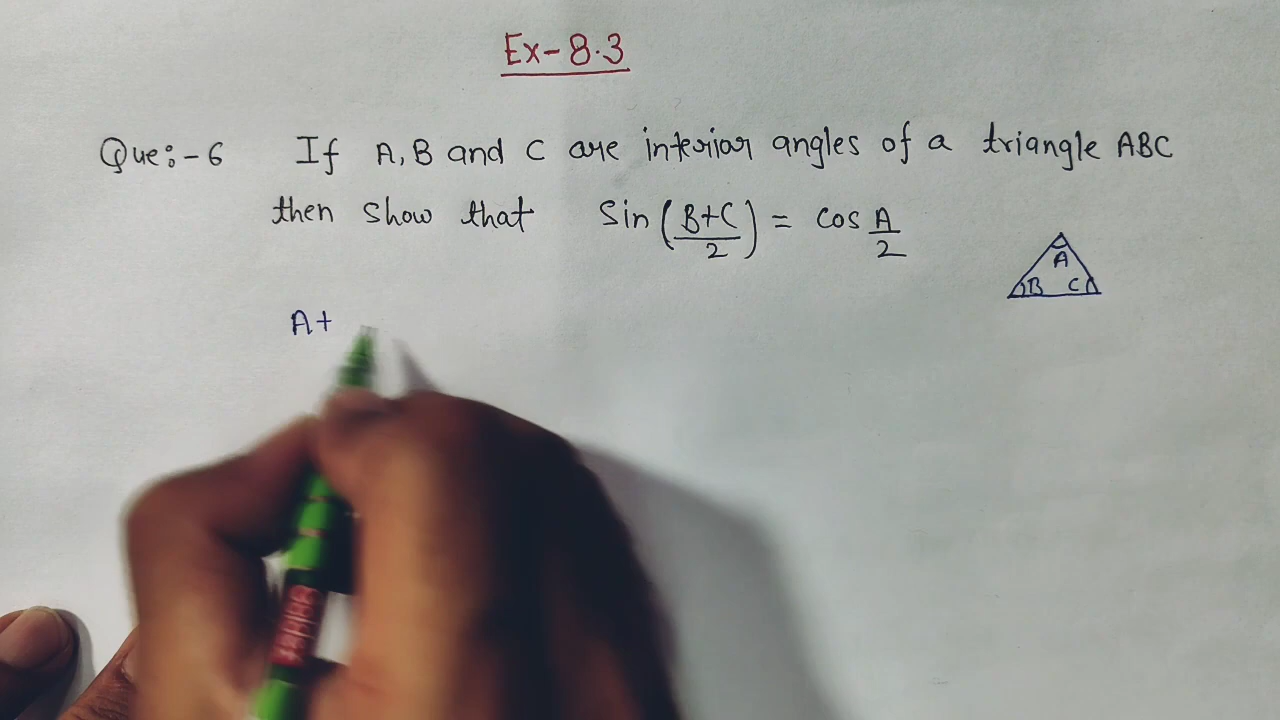 Ex-8.3
Que:-6 If A, B and C are interior angles of a triangle ABC
then show that Sin (B+C/2) = cos A/2
A
B C
A+